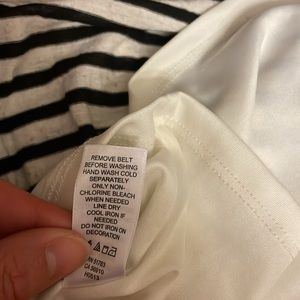 REMOVE BELT
BEFORE WASHING
HAND WASH COLD
SEPARATELY
ONLY NON-
CHLORINE BLEACH
WHEN NEEDED
LINE DRY
COOL IRON IF
NEEDED
DO NOT IRON ON
DECORATION